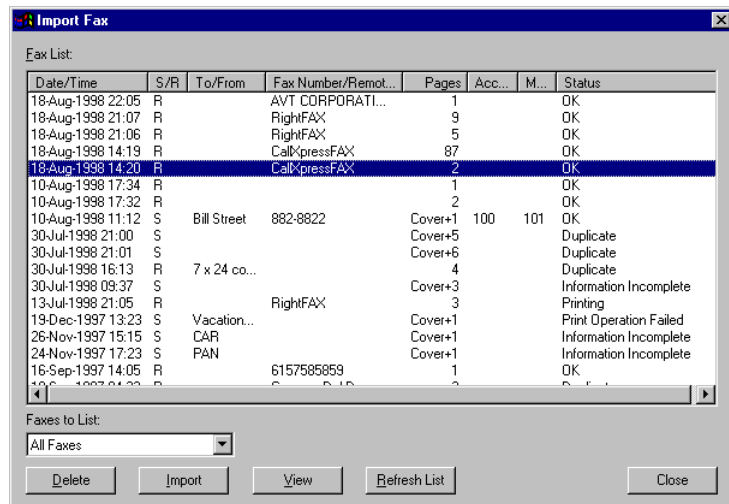 Import Fax
Fax List:
Date/Time S/R To/From Fax Number/Remot... Pages Acc... M... Status
18-Aug-1998 22:05 R AVT CORPORATI... 1 OK
18-Aug-1998 21:07 R RightFAX 9 OK
18-Aug-1998 21:06 R RightFAX 5 OK
18-Aug-1998 14:19 R CallXpressFAX 87 OK
18-Aug-1998 14:20 R CallXpressFAX 2 OK
10-Aug-1998 17:34 R 1 OK
10-Aug-1998 17:32 R 2 OK
10-Aug-1998 11:12 S Bill Street 882-8822 Cover+1 100 101 OK
30-Jul-1998 21:00 S Cover+5 Duplicate
30-Jul-1998 21:01 S Cover+6 Duplicate
30-Jul-1998 16:13 R 7 x 24 co... 4 Duplicate
30-Jul-1998 09:37 S Cover+3 Information Incomplete
13-Jul-1998 21:05 R RightFAX 3 Printing
19-Dec-1997 13:23 S Vacation... Cover+1 Print Operation Failed
26-Nov-1997 15:15 S CAR Cover+1 Information Incomplete
24-Nov-1997 17:23 S PAN Cover+1 Information Incomplete
16-Sep-1997 14:05 R 6157585859 1 OK
Faxes to List:
All Faxes
Delete Import View Refresh List Close